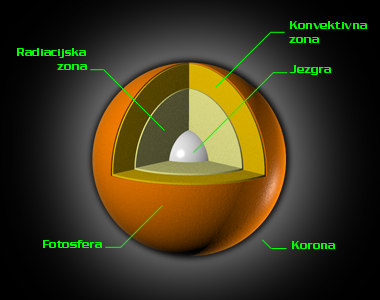 Konvektivna
zona
Radiacijska
zona
Jezgra
Fotosfera
Korona